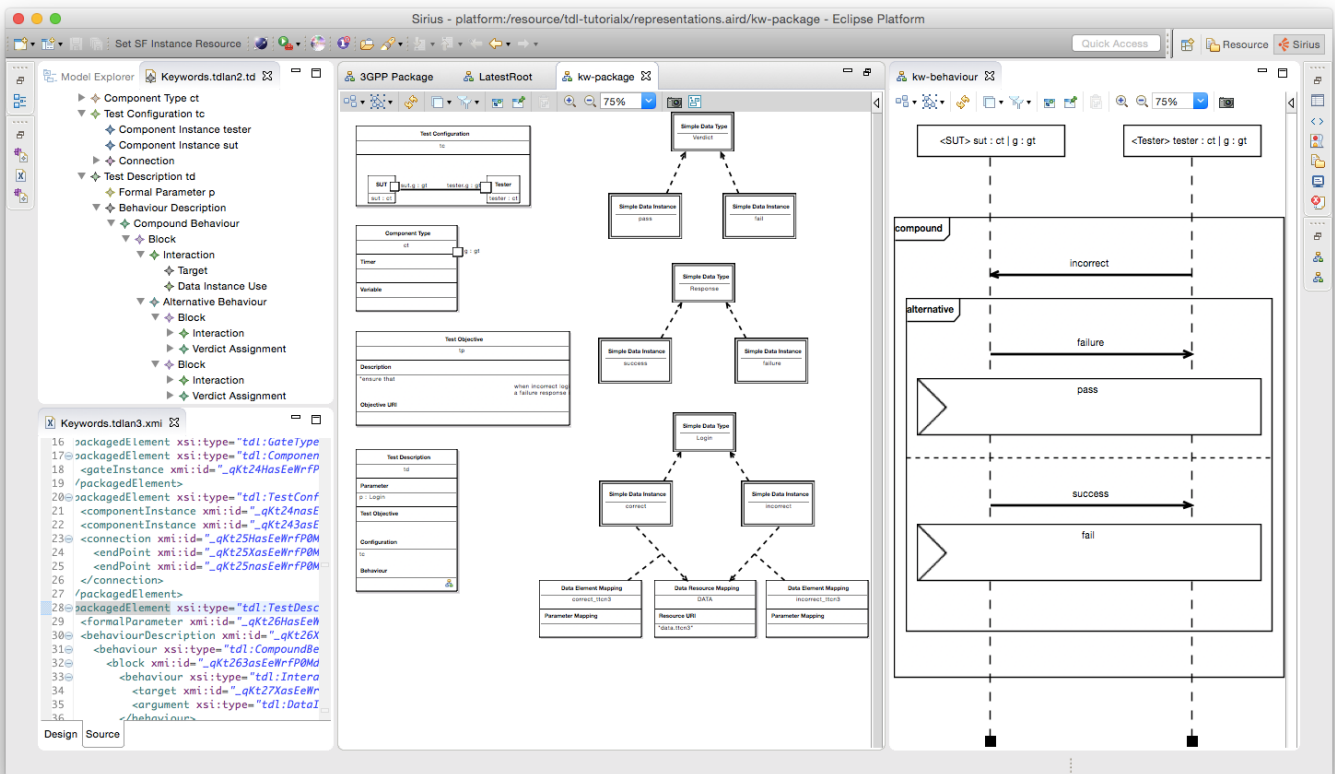 Sirius - platform:/resource/tdl-tutorialx/representations.aird/kw-package - Eclipse Platform
Set SF Instance Resource
Quick Access
Resource
Sirius
Model Explorer
Keywords.tdlan2.td
Component Type ct
Test Configuration tc
Component Instance tester
Component Instance sut
Connection
Test Description td
Formal Parameter p
Behaviour Description
Compound Behaviour
Block
Interaction
Target
Data Instance Use
Alternative Behaviour
Block
Interaction
Verdict Assignment
Block
Interaction
Verdict Assignment
Keywords.tdlan3.xmi
16 packagedElement xsi:type="tdl:GateType
17 packagedElement xsi:type="tdl:Componen
18 <gateInstance xmi:id="_qKt24HasEeWrfP
19 /packagedElement>
20 packagedElement xsi:type="tdl:TestConf
21 <componentInstance xmi:id="_qKt24nasE
22 <componentInstance xmi:id="_qKt243asE
23 <connection xmi:id="_qKt25HasEeWrfP0M
24 <endPoint xmi:id="_qKt25XasEeWrfP0M
25 <endPoint xmi:id="_qKt25nasEeWrfP0M
26 </connection>
27 /packagedElement>
28 packagedElement xsi:type="tdl:TestDesc
29 <formalParameter xmi:id="_qKt26HasEeW
30 <behaviourDescription xmi:id="_qKt26X
31 <behaviour xsi:type="tdl:CompoundBe
32 <block xmi:id="_qKt263asEeWrfP0Md
33 <behaviour xsi:type="tdl:Intera
34 <target xmi:id="_qKt27XasEeWr
35 <argument xsi:type="tdl:DataI
36 </behaviour>
Design
Source
3GPP Package
LatestRoot
kw-package
75%
Test Configuration
tc
SUT
sut.g : gt
tester.g : gt
Tester
sut : ct
tester : ct
Component Type
ct
g : gt
Timer
Variable
Test Objective
tp
Description
"ensure that
when incorrect log
a failure response
Objective URI
Test Description
td
Parameter
p : Login
Test Objective
Configuration
tc
Behaviour
Simple Data Type
Verdict
Simple Data Instance
pass
Simple Data Instance
fail
Simple Data Type
Response
Simple Data Instance
success
Simple Data Instance
failure
Simple Data Type
Login
Simple Data Instance
correct
Simple Data Instance
incorrect
Data Element Mapping
correct_ttcn3
Parameter Mapping
Data Resource Mapping
DATA
Resource URI
"data.ttcn3"
Data Element Mapping
incorrect_ttcn3
Parameter Mapping
kw-behaviour
75%
<SUT> sut : ct | g : gt
<Tester> tester : ct | g : gt
compound
incorrect
alternative
failure
pass
success
fail